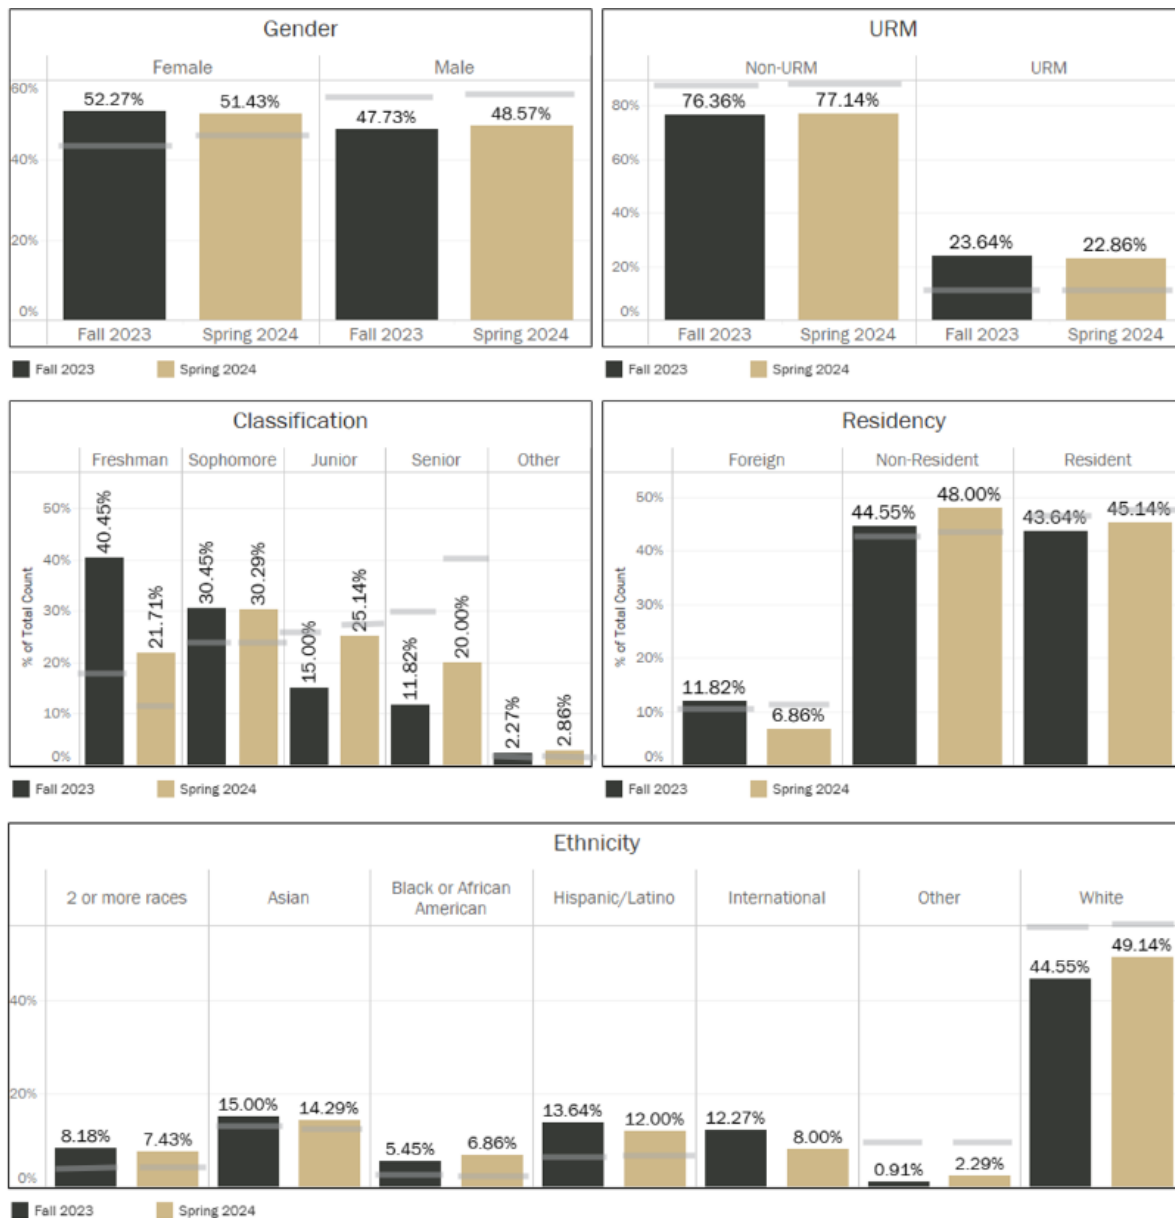 Gender
Female Male
60%
52.27% 51.43% 47.73% 48.57%
40%
20%
0%
Fall 2023 Spring 2024 Fall 2023 Spring 2024
Fall 2023 Spring 2024
URM
Non-URM URM
80%
76.36% 77.14%
60%
40%
23.64% 22.86%
20%
0%
Fall 2023 Spring 2024 Fall 2023 Spring 2024
Fall 2023 Spring 2024
Classification
Freshman Sophomore Junior Senior Other
% of Total Count
50%
40%
30%
20%
10%
0%
40.45% 21.71% 30.45% 30.29% 15.00% 25.14% 11.82% 20.00% 2.27% 2.86%
Fall 2023 Spring 2024
Residency
Foreign Non-Resident Resident
% of Total Count
50%
40%
30%
20%
10%
0%
11.82% 6.86% 44.55% 48.00% 43.64% 45.14%
Fall 2023 Spring 2024
Ethnicity
2 or more races Asian Black or African American Hispanic/Latino International Other White
40%
20%
0%
8.18% 7.43% 15.00% 14.29% 5.45% 6.86% 13.64% 12.00% 12.27% 8.00% 0.91% 2.29% 44.55% 49.14%
Fall 2023 Spring 2024